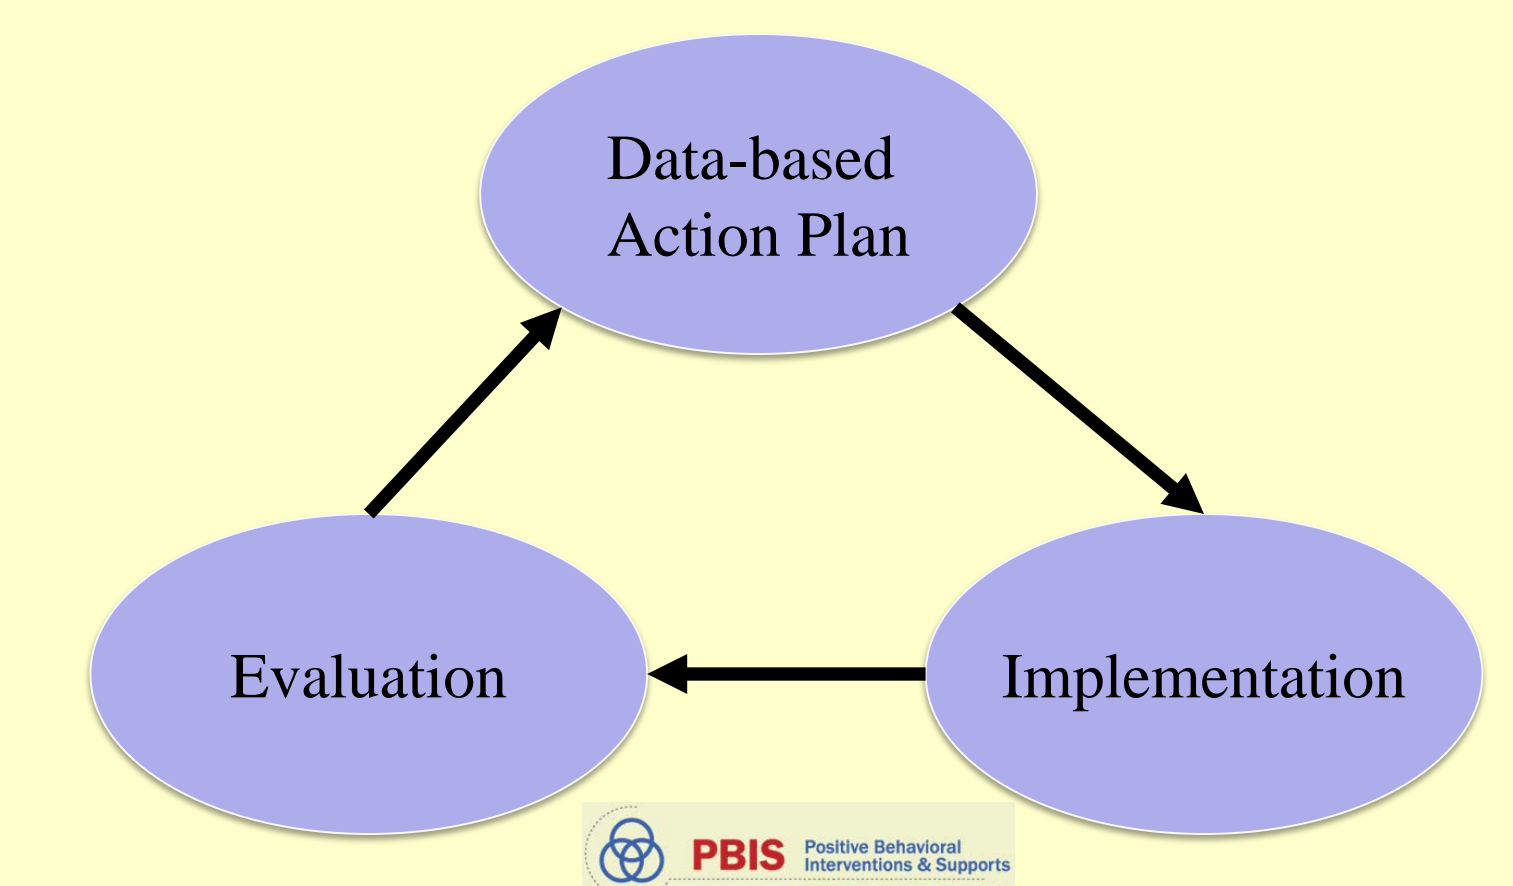 Data-based
Action Plan
Evaluation
Implementation
PBIS
Positive Behavioral
Interventions & Supports